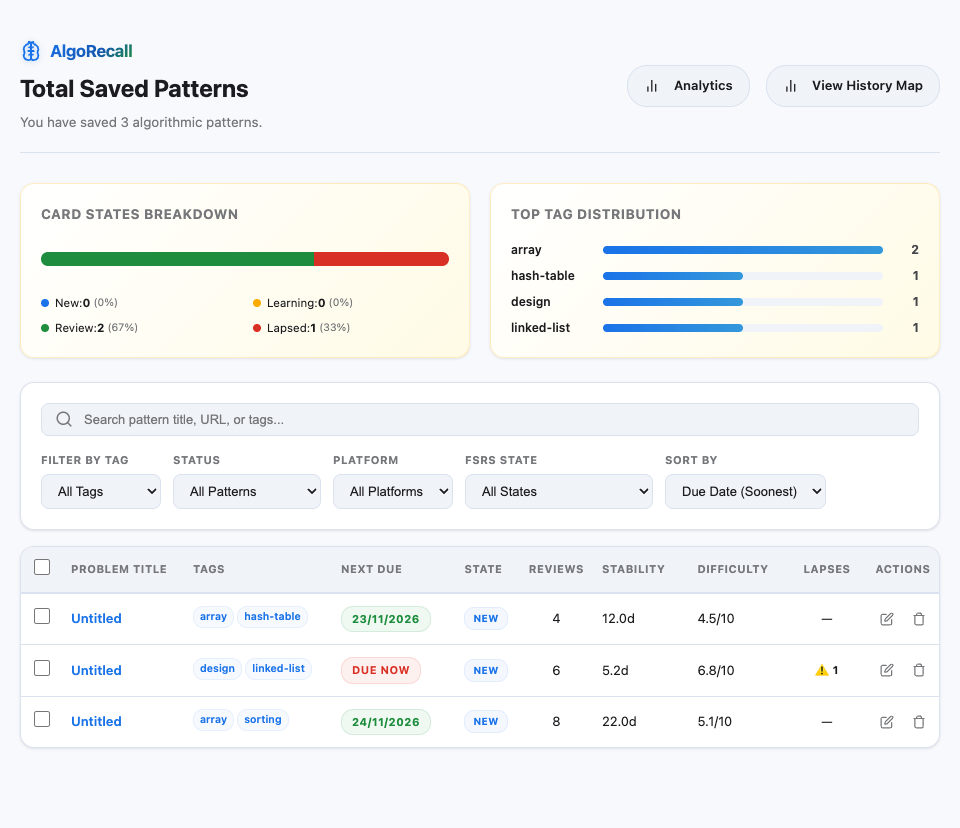 AlgoRecall
Total Saved Patterns
You have saved 3 algorithmic patterns.
Analytics
View History Map
CARD STATES BREAKDOWN
New:0 (0%) Learning:0 (0%)
Review:2 (67%) Lapsed:1 (33%)
TOP TAG DISTRIBUTION
array 2
hash-table 1
design 1
linked-list 1
Search pattern title, URL, or tags...
FILTER BY TAG STATUS PLATFORM FSRS STATE SORT BY
All Tags All Patterns All Platforms All States Due Date (Soonest)
PROBLEM TITLE TAGS NEXT DUE STATE REVIEWS STABILITY DIFFICULTY LAPSES ACTIONS
Untitled array hash-table 23/11/2026 NEW 4 12.0d 4.5/10 —
Untitled design linked-list DUE NOW NEW 6 5.2d 6.8/10 ⚠️ 1
Untitled array sorting 24/11/2026 NEW 8 22.0d 5.1/10 —